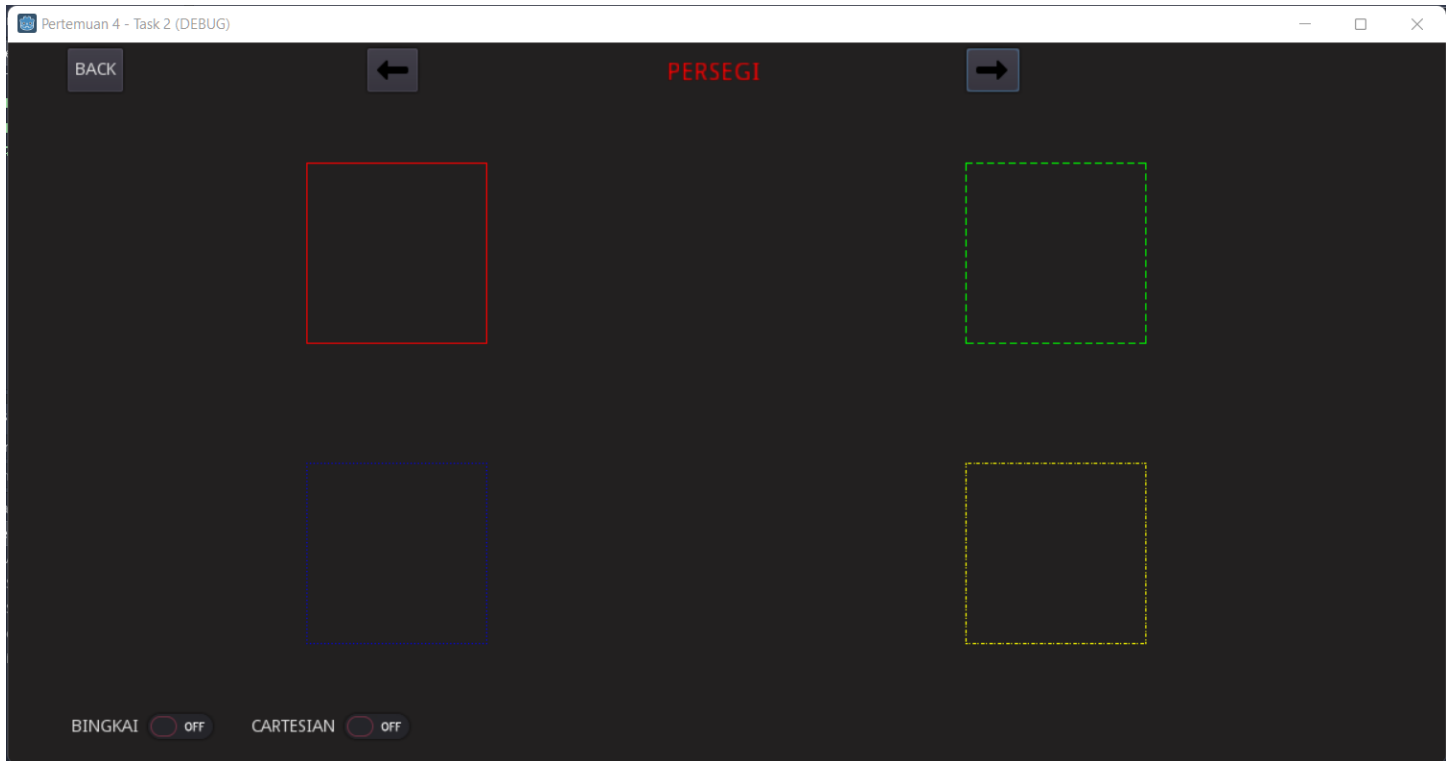 Pertemuan 4 - Task 2 (DEBUG)
BACK
PERSEGI
BINGKAI OFF CARTESIAN OFF